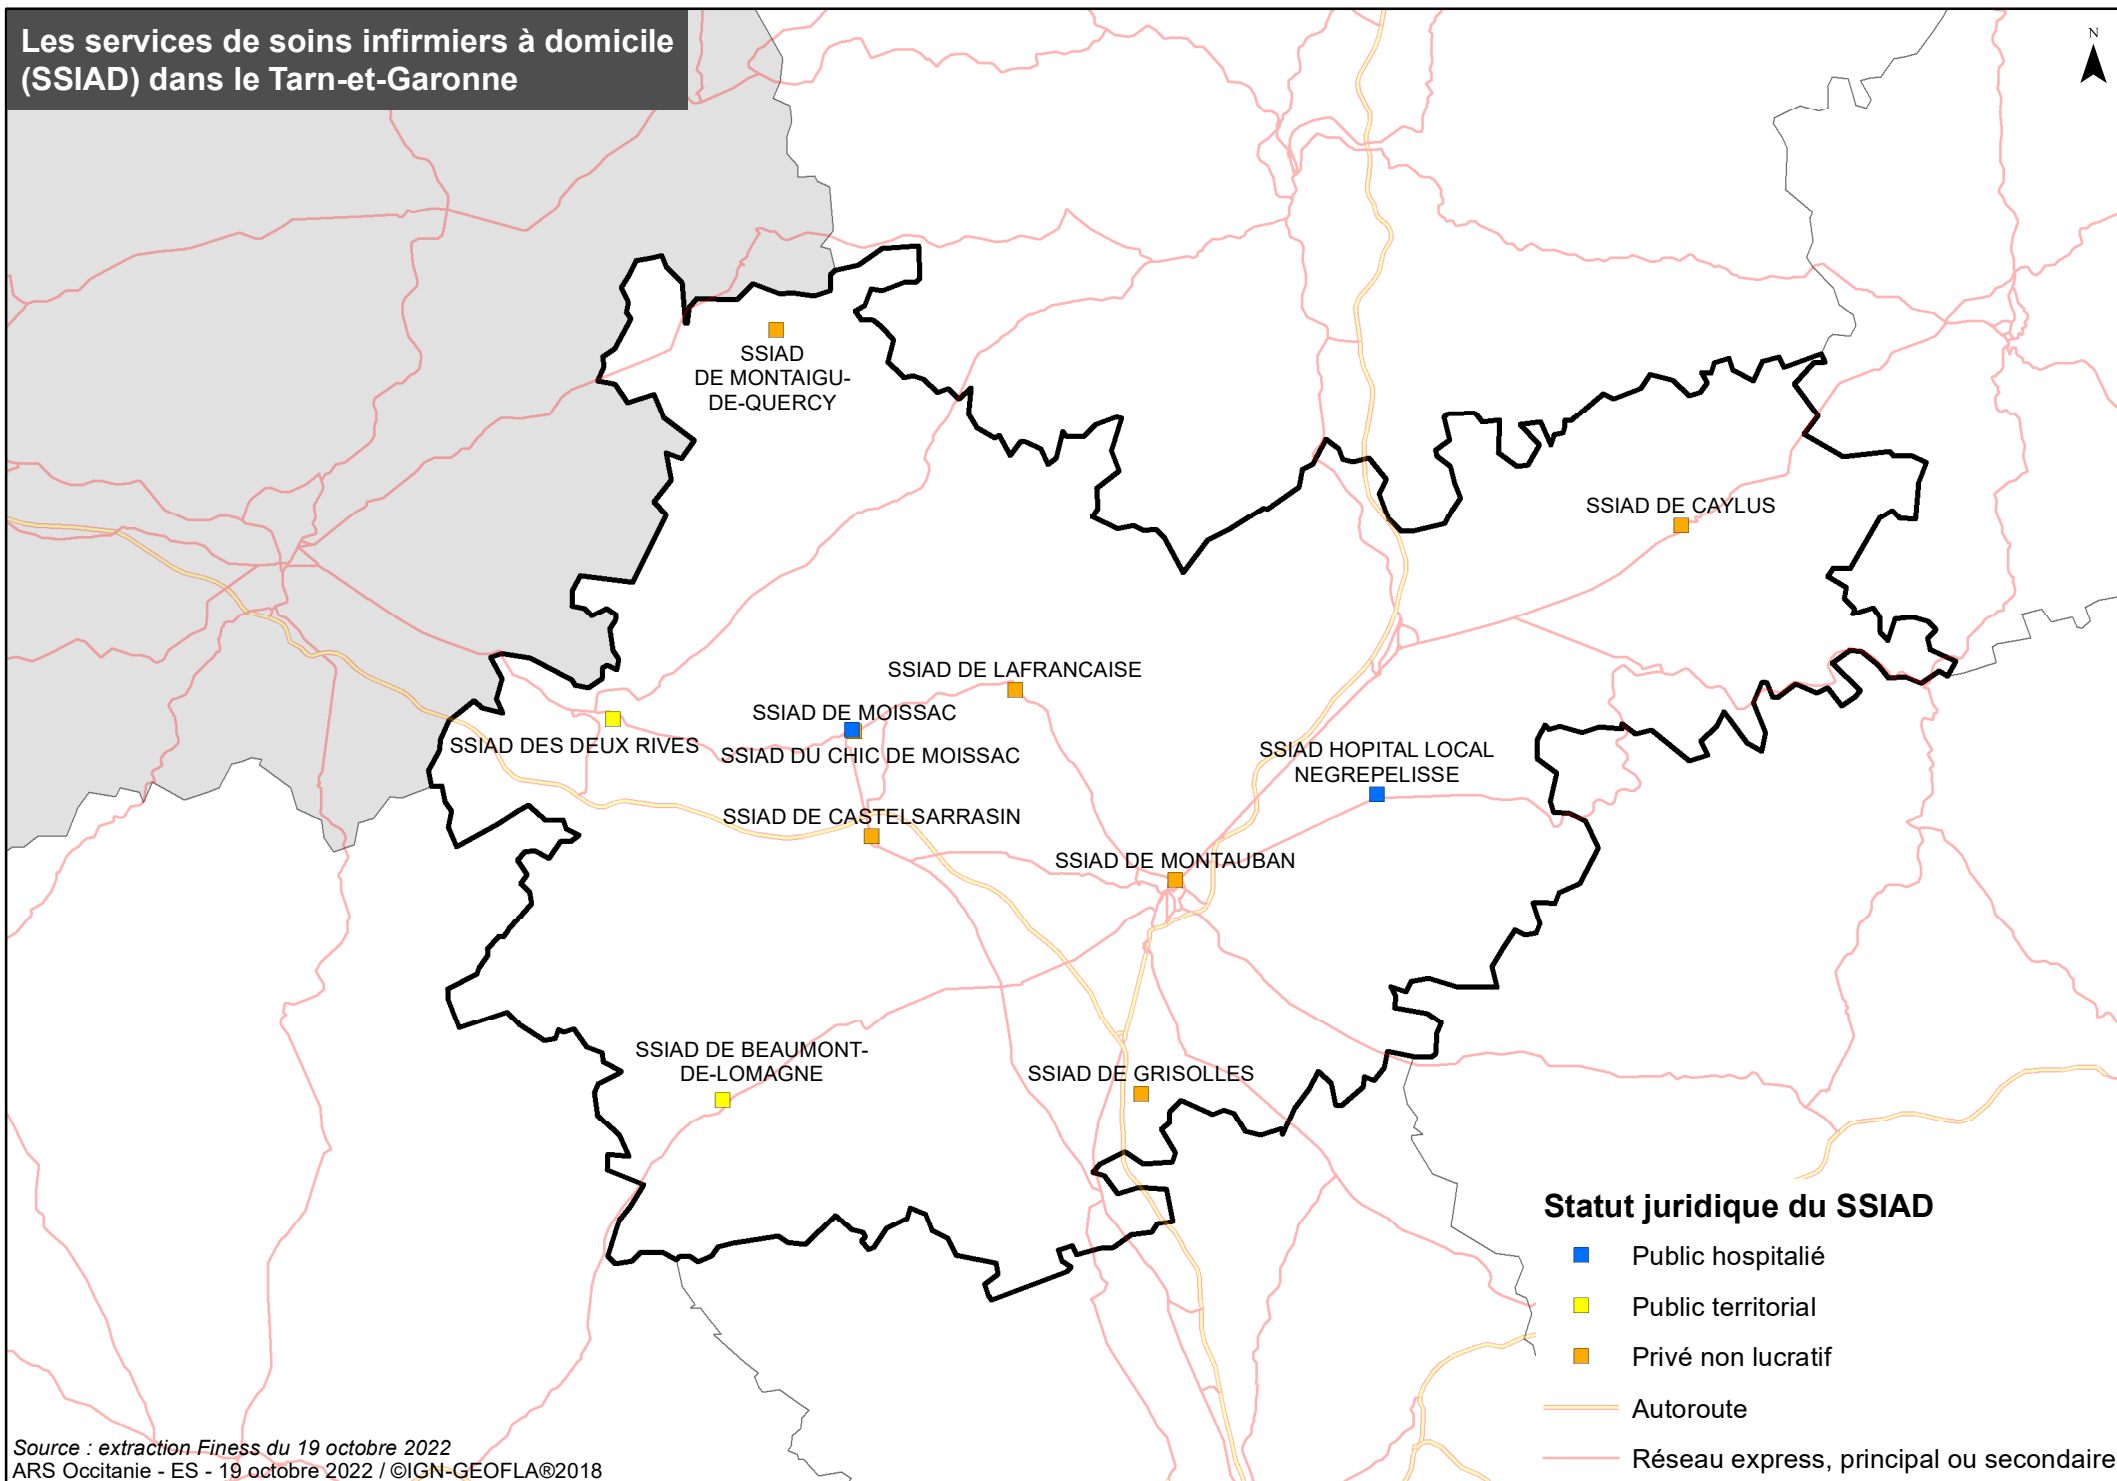 Les services de soins infirmiers à domicile
(SSIAD) dans le Tarn-et-Garonne
N
SSIAD
DE MONTAIGU-
DE-QUERCY
SSIAD DE CAYLUS
SSIAD DE LAFRANCAISE
SSIAD DE MOISSAC
SSIAD DES DEUX RIVES
SSIAD DU CHIC DE MOISSAC
SSIAD HOPITAL LOCAL
NEGREPELISSE
SSIAD DE CASTELSARRASIN
SSIAD DE MONTAUBAN
SSIAD DE BEAUMONT-
DE-LOMAGNE
SSIAD DE GRISOLLES
Statut juridique du SSIAD
Public hospitalié
Public territorial
Privé non lucratif
Autoroute
Réseau express, principal ou secondaire
Source : extraction Finess du 19 octobre 2022
ARS Occitanie - ES - 19 octobre 2022 / ©IGN-GEOFLA®2018